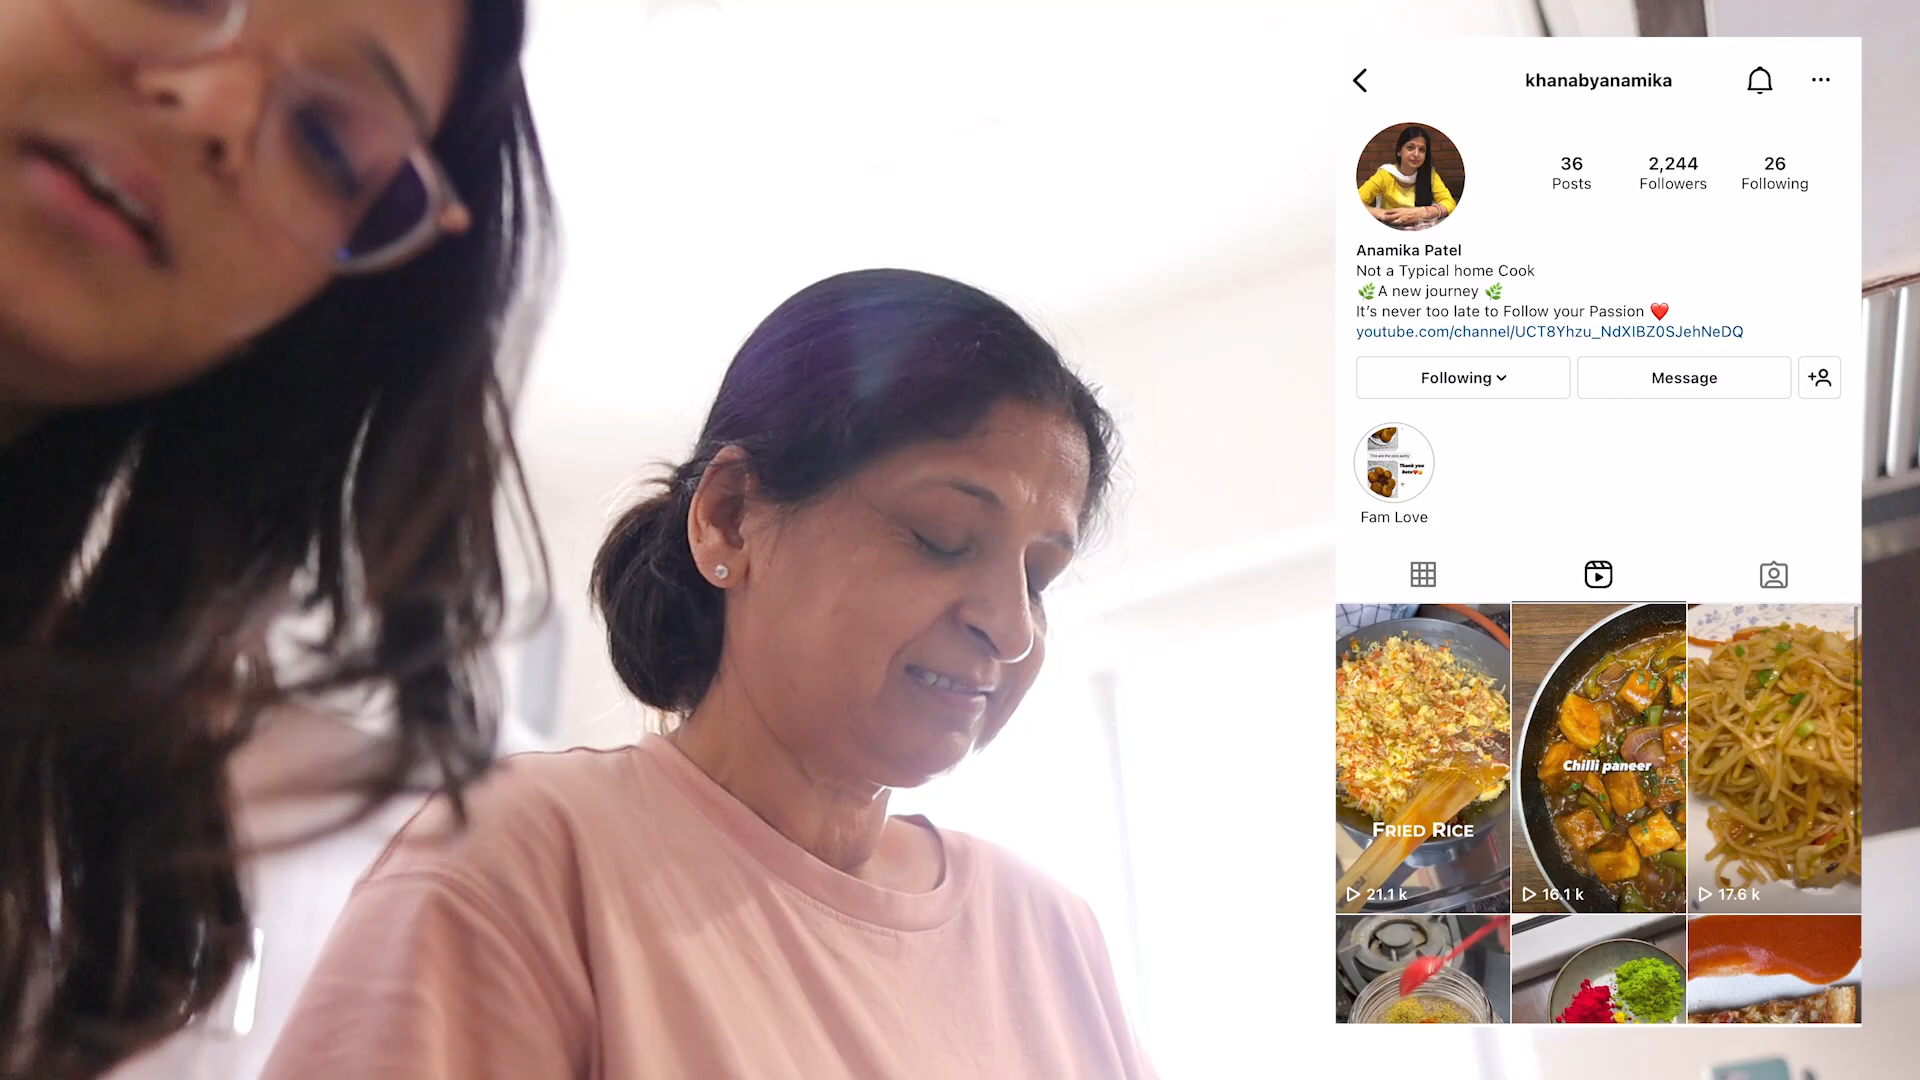 khanabyanamika
36
Posts
2,244
Followers
26
Following
Anamika Patel
Not a Typical home Cook
🌿A new journey 🌿
It's never too late to Follow your Passion ❤️
youtube.com/channel/UCT8Yhzu_NdXIBZ0SJehNeDQ
Following
Message
Thank you
Fam Love
FRIED RICE
Chilli paneer
21.1 k
16.1 k
17.6 k